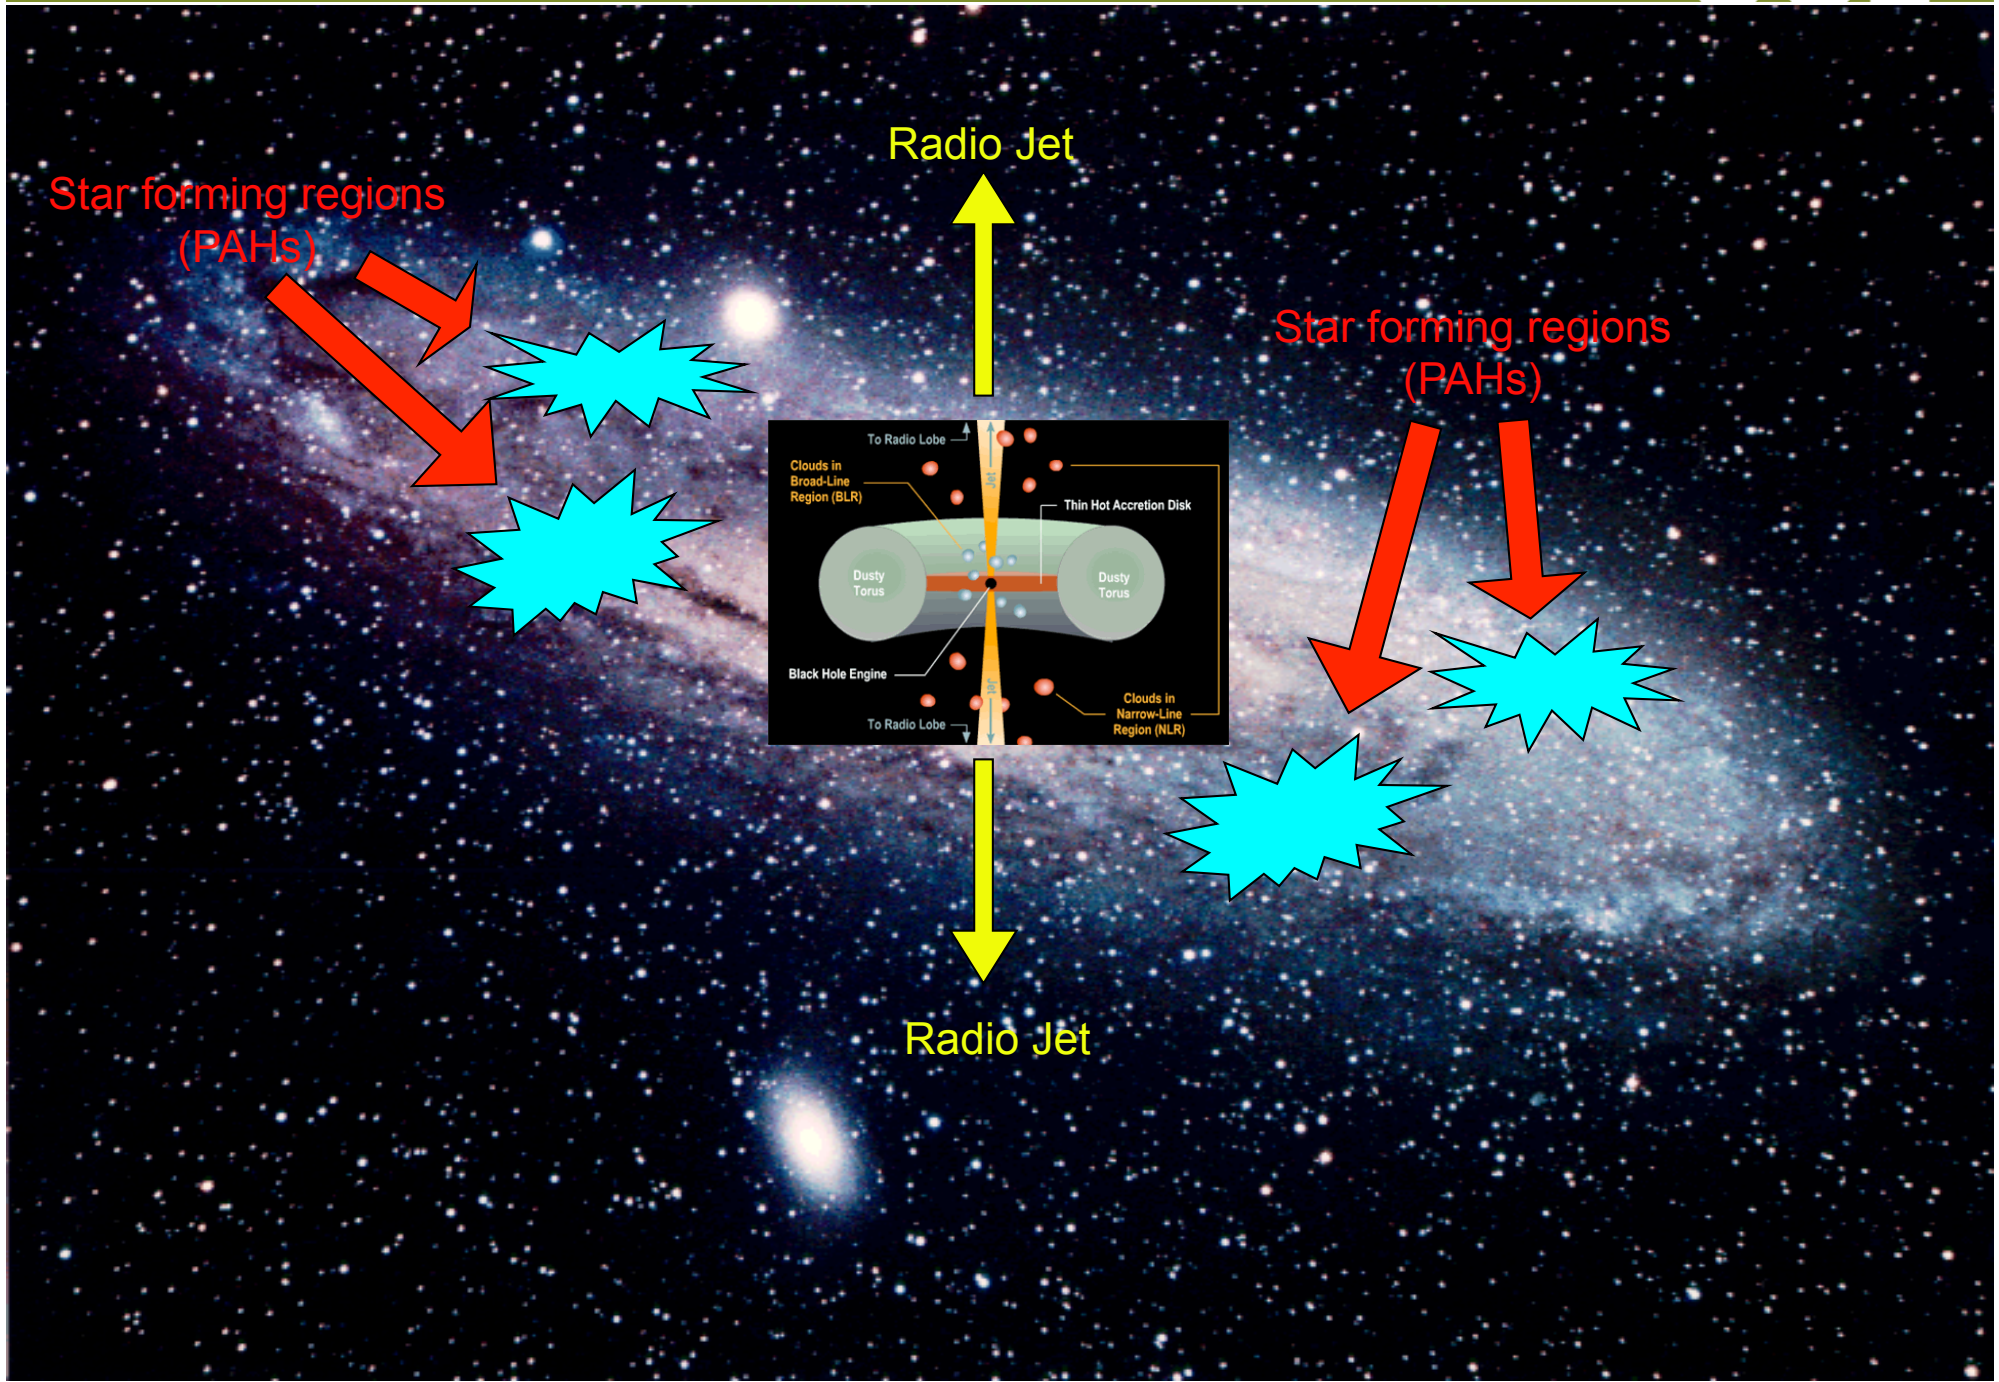 Radio Jet
Star forming regions
(PAHs)
Star forming regions
(PAHs)
To Radio Lobe
Jet
Clouds in
Broad-Line
Region (BLR)
Thin Hot Accretion Disk
Dusty
Torus
Dusty
Torus
Black Hole Engine
Jet
Clouds in
Narrow-Line
Region (NLR)
To Radio Lobe
Radio Jet